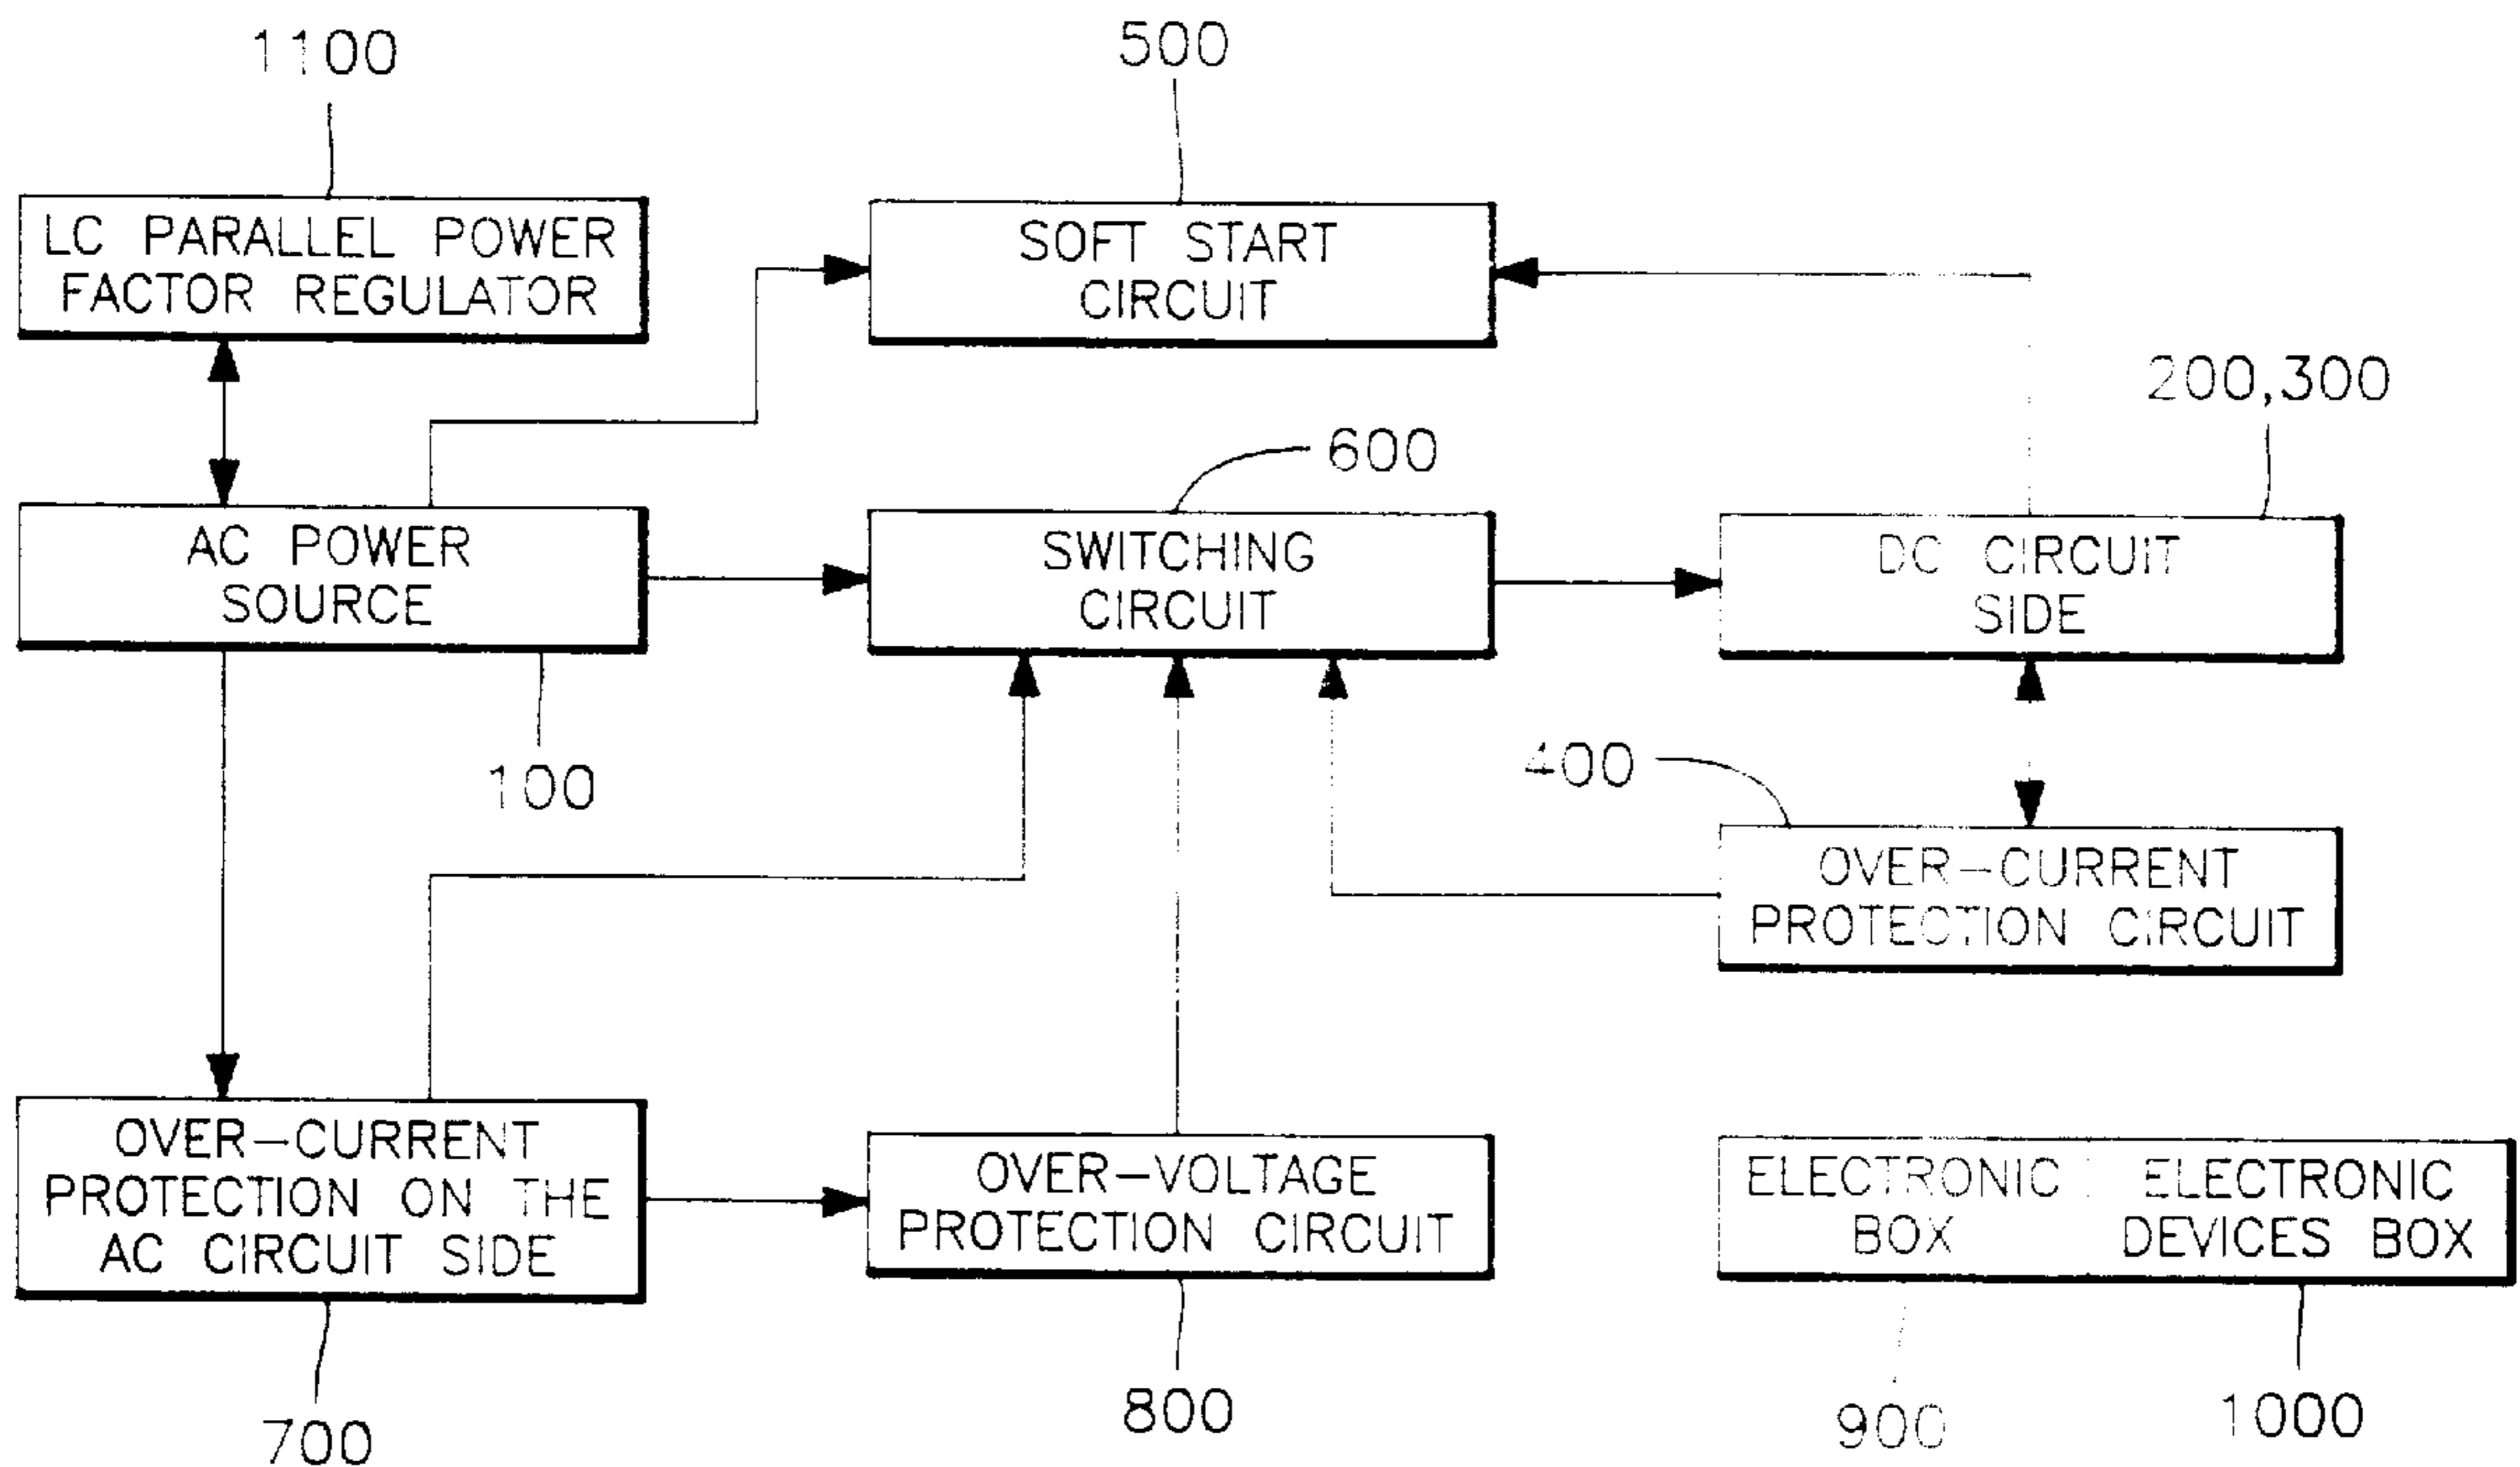 1100
500
LC PARALLEL POWER
FACTOR REGULATOR
SOFT START
CIRCUIT
200,300
600
AC POWER
SOURCE
SWITCHING
CIRCUIT
DC CIRCUIT
SIDE
100
400
OVER-CURRENT
PROTECTION CIRCUIT
OVER-CURRENT
PROTECTION ON THE
AC CIRCUIT SIDE
OVER-VOLTAGE
PROTECTION CIRCUIT
ELECTRONIC
BOX
ELECTRONIC
DEVICES BOX
700
800
900
1000